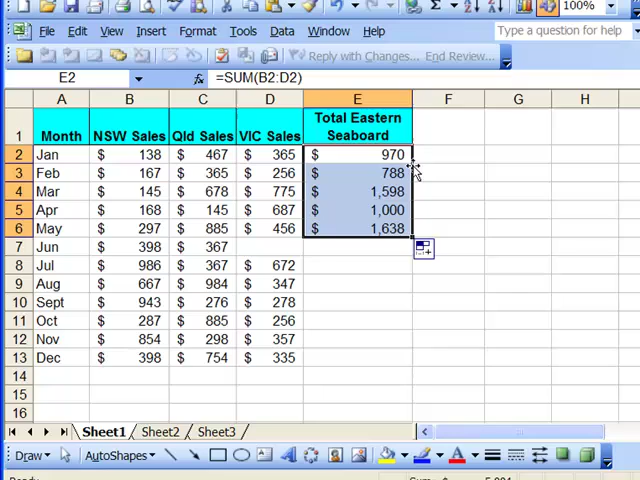 100%
File Edit View Insert Format Tools Data Window Help Type a question for help
Reply with Changes... End Review...
E2 fx =SUM(B2:D2)
A B C D E F G H
1 Month NSW Sales Qld Sales VIC Sales Total Eastern Seaboard
2 Jan $ 138 $ 467 $ 365 $ 970
3 Feb $ 167 $ 365 $ 256 $ 788
4 Mar $ 145 $ 678 $ 775 $ 1,598
5 Apr $ 168 $ 145 $ 687 $ 1,000
6 May $ 297 $ 885 $ 456 $ 1,638
7 Jun $ 398 $ 367
8 Jul $ 986 $ 367 $ 672
9 Aug $ 667 $ 984 $ 347
10 Sept $ 943 $ 276 $ 278
11 Oct $ 287 $ 885 $ 256
12 Nov $ 854 $ 298 $ 357
13 Dec $ 398 $ 754 $ 335
14
15
16
Sheet1 Sheet2 Sheet3
Draw AutoShapes